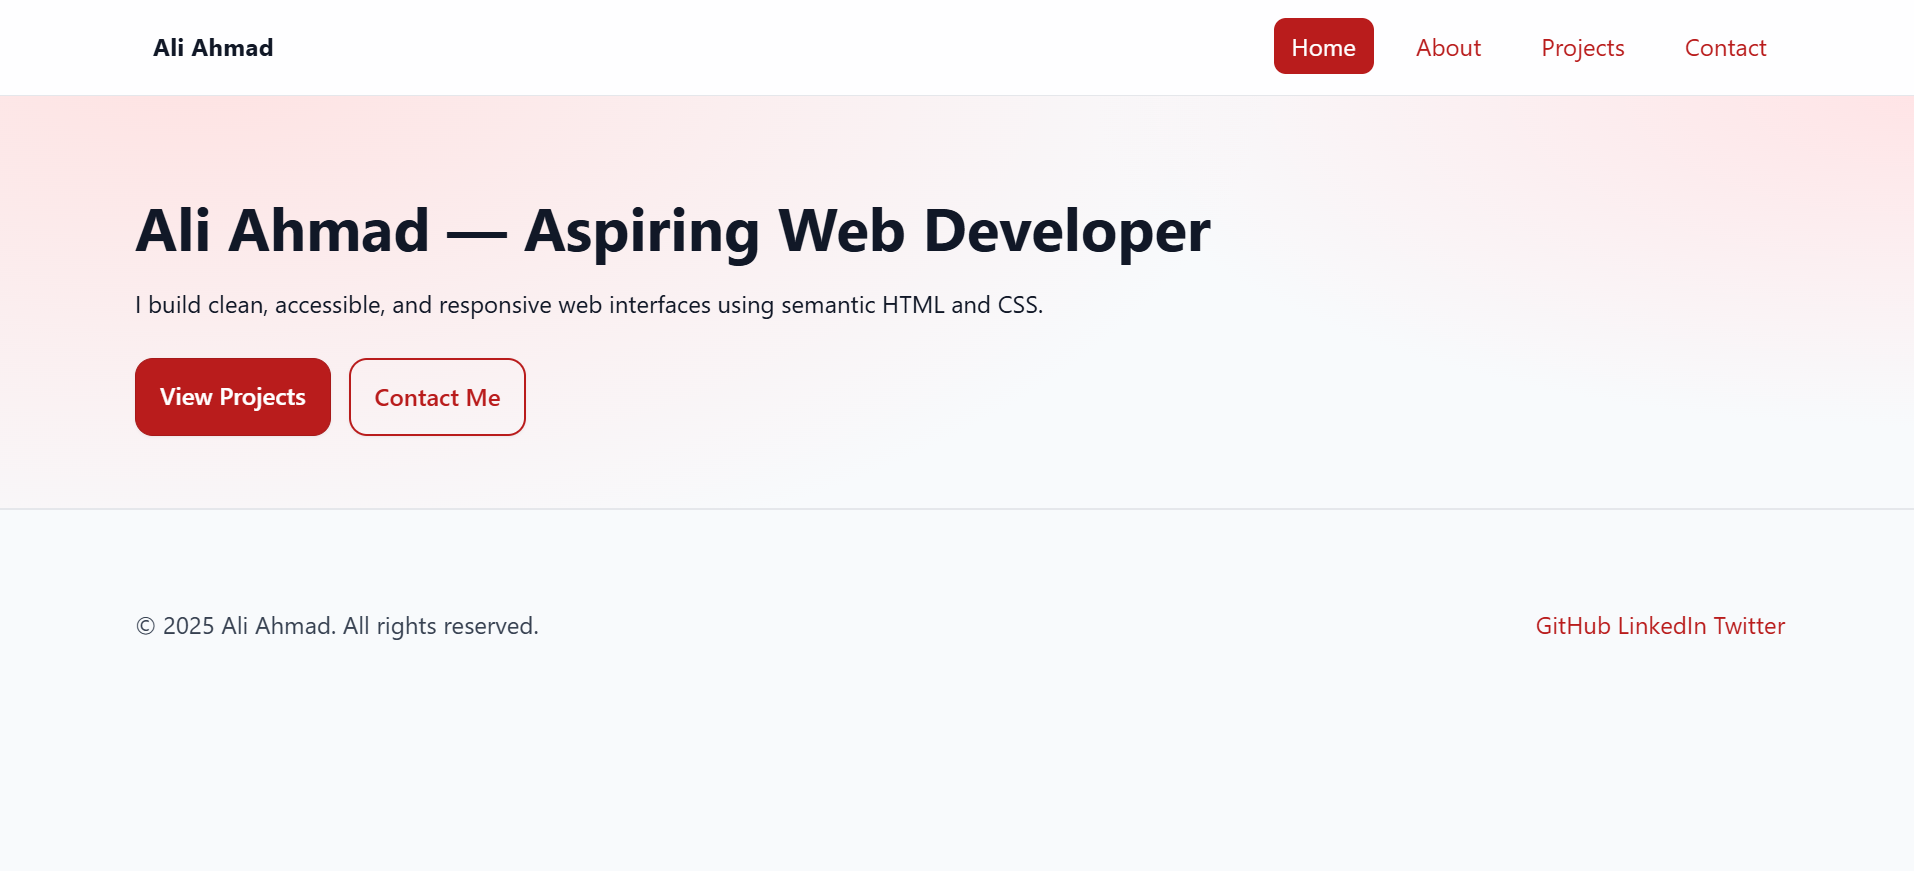 Ali Ahmad
Home About Projects Contact
Ali Ahmad — Aspiring Web Developer
I build clean, accessible, and responsive web interfaces using semantic HTML and CSS.
View Projects Contact Me
© 2025 Ali Ahmad. All rights reserved.
GitHub LinkedIn Twitter